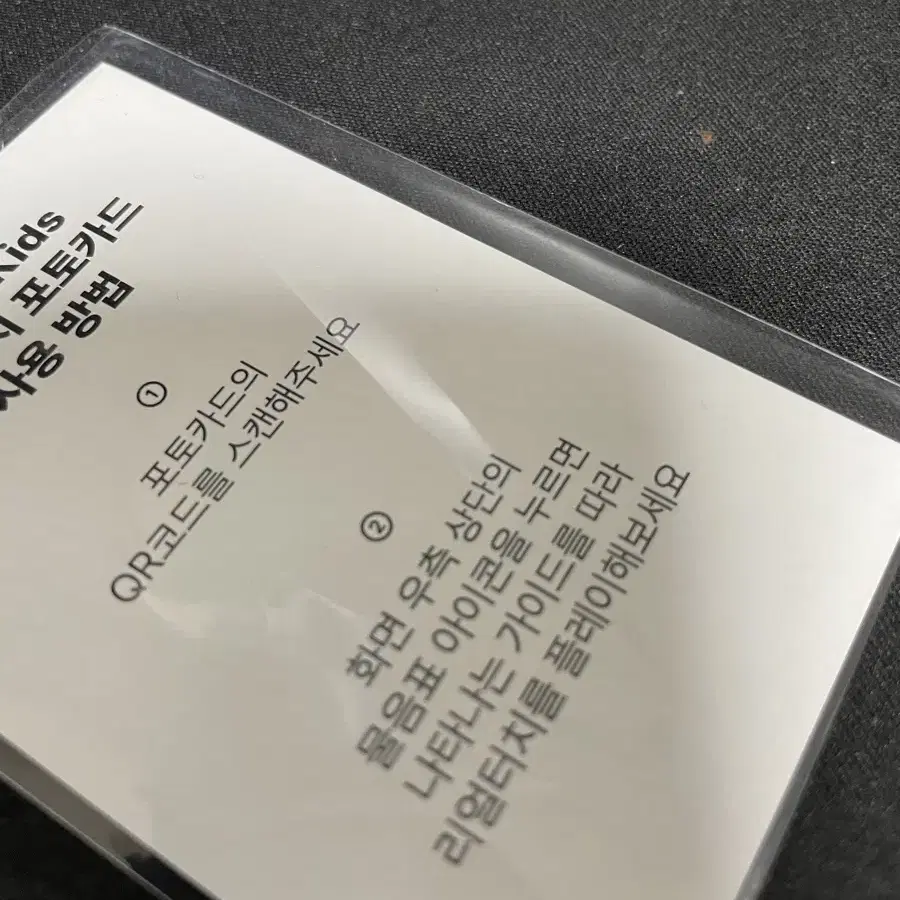 Kids
포토카드
사용 방법
①
포토카드의
QR코드를 스캔해주세요
②
화면 우측 상단의
물음표 아이콘을 누르면
나타나는 가이드를 따라
리얼터치를 플레이해보세요